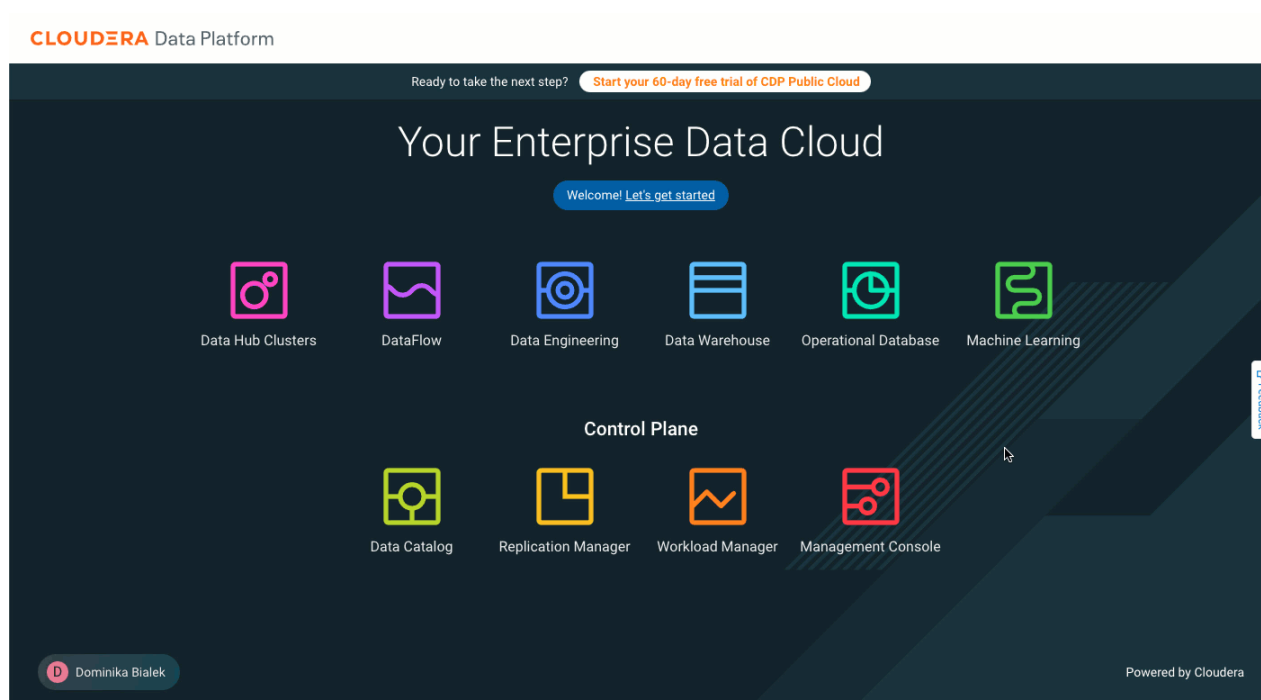 CLOUDERA Data Platform
Ready to take the next step? Start your 60-day free trial of CDP Public Cloud
Your Enterprise Data Cloud
Welcome! Let's get started
Data Hub Clusters DataFlow Data Engineering Data Warehouse Operational Database Machine Learning
Control Plane
Data Catalog Replication Manager Workload Manager Management Console
D Dominika Bialek
Powered by Cloudera